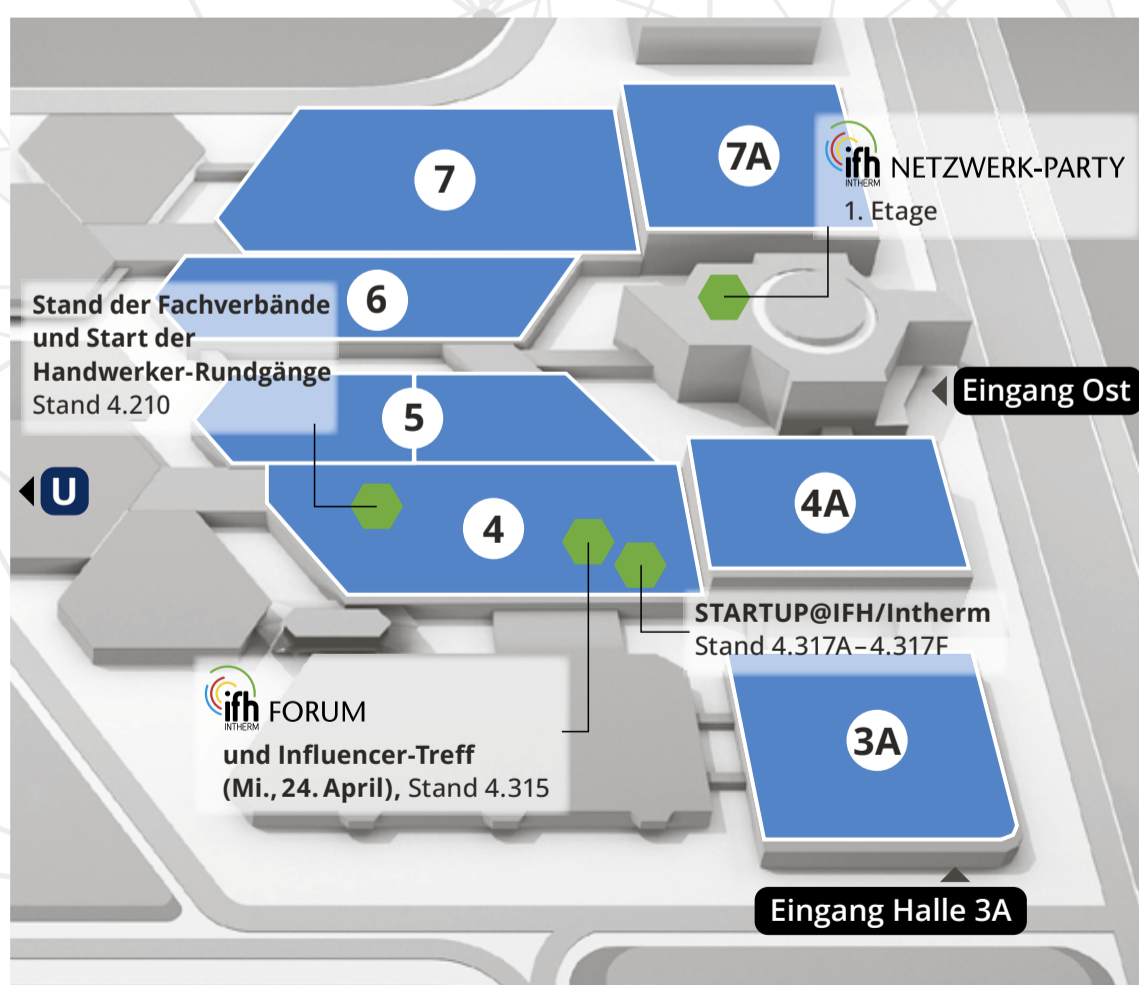 7
7A
ifh
INTHERM
NETZWERK-PARTY
1. Etage
6
Stand der Fachverbände
und Start der
Handwerker-Rundgänge
Stand 4.210
5
Eingang Ost
U
4
4A
STARTUP@IFH/Intherm
Stand 4.317A–4.317F
ifh
INTHERM
FORUM
und Influencer-Treff
(Mi., 24. April), Stand 4.315
3A
Eingang Halle 3A